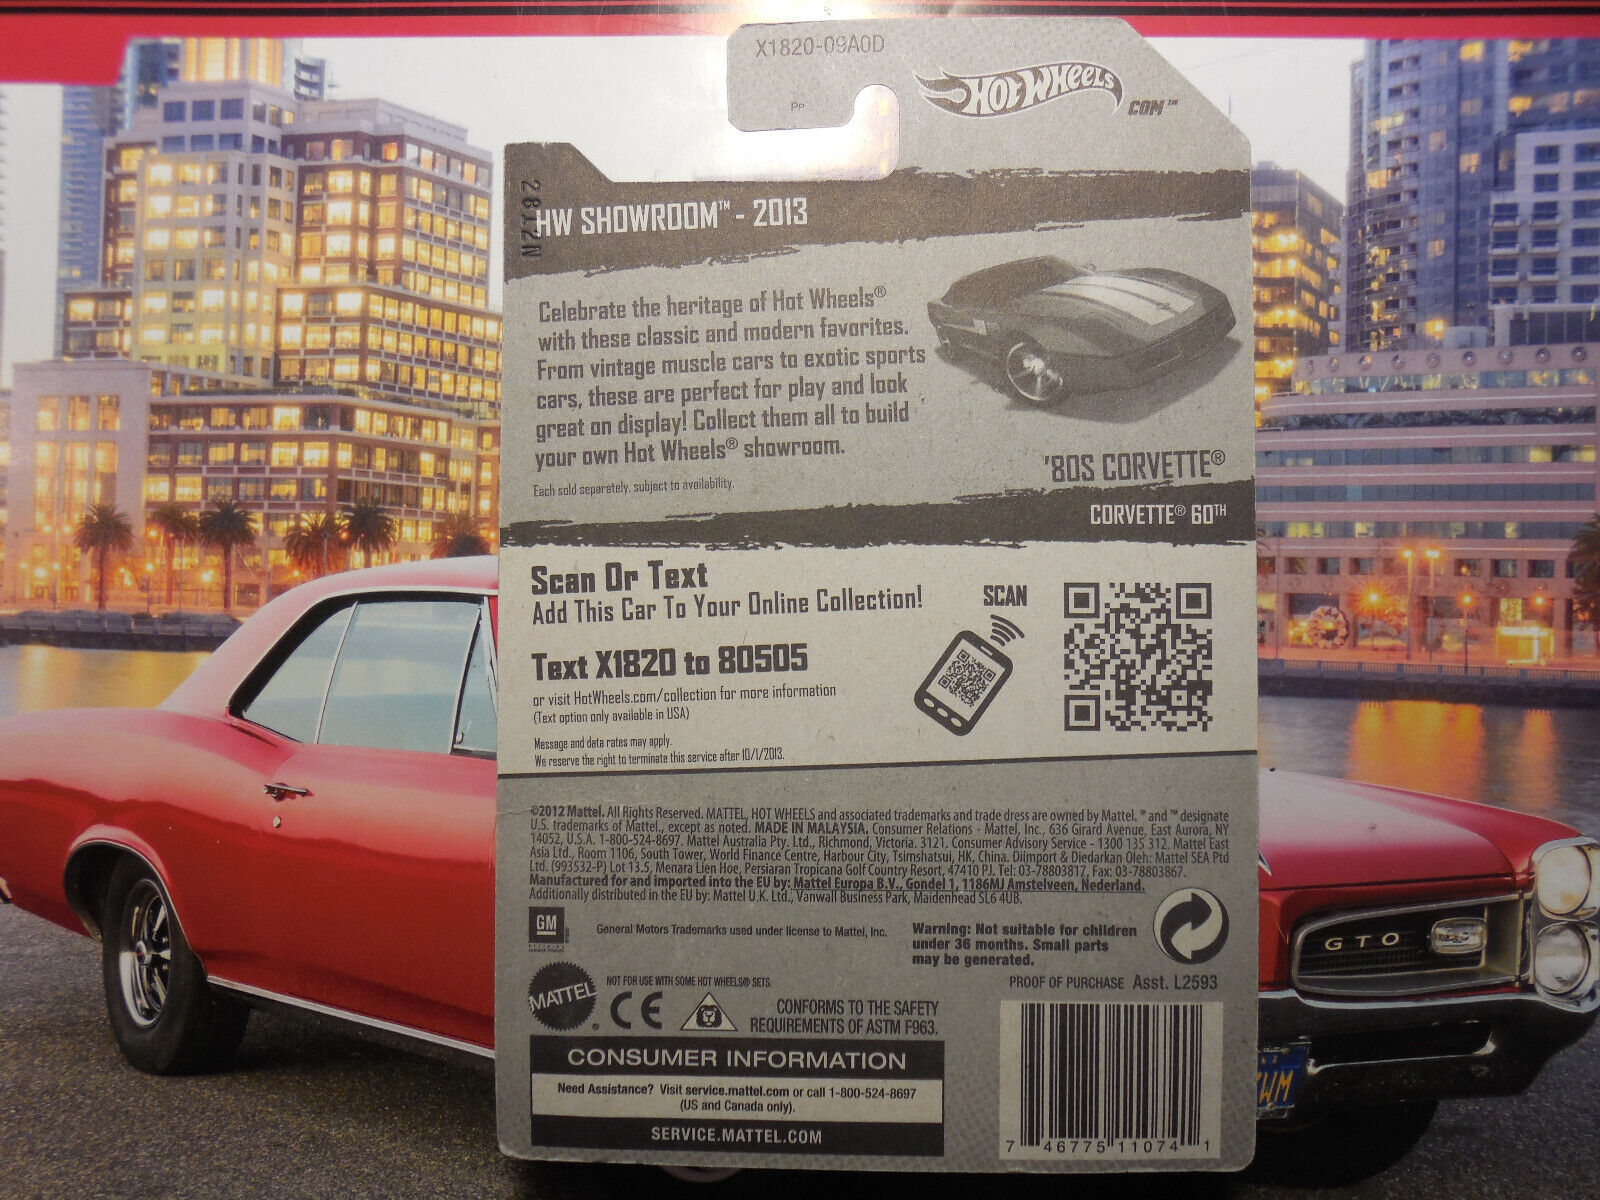 X1820-09A0D
Pp
HOT WHEELS
.COM™
2812N
HW SHOWROOM™ - 2013
Celebrate the heritage of Hot Wheels®
with these classic and modern favorites.
From vintage muscle cars to exotic sports
cars, these are perfect for play and look
great on display! Collect them all to build
your own Hot Wheels® showroom.
Each sold separately, subject to availability.
'80S CORVETTE®
CORVETTE® 60TH
Scan Or Text
Add This Car To Your Online Collection!
Text X1820 to 80505
or visit HotWheels.com/collection for more information
(Text option only available in USA)
Message and data rates may apply.
We reserve the right to terminate this service after 10/1/2013.
SCAN
©2012 Mattel. All Rights Reserved. MATTEL, HOT WHEELS and associated trademarks and trade dress are owned by Mattel. ® and ™ designate
U.S. trademarks of Mattel, except as noted. MADE IN MALAYSIA. Consumer Relations - Mattel, Inc., 636 Girard Avenue, East Aurora, NY
14052, U.S.A. 1-800-524-8697. Mattel Australia Pty. Ltd., Richmond, Victoria. 3121. Consumer Advisory Service - 1300 135 312. Mattel East
Asia Ltd., Room 1106, South Tower, World Finance Centre, Harbour City, Tsimshatsui, HK, China. Diimport & Diedarkan Oleh: Mattel SEA Ptd
Ltd. (993532-P) Lot 13.5, Menara Lien Hoe, Persiaran Tropicana Golf Country Resort, 47410 PJ. Tel: 03-78803817, Fax: 03-78803867.
Manufactured for and imported into the EU by: Mattel Europa B.V., Gondel 1, 1186MJ Amstelveen, Nederland.
Additionally distributed in the EU by: Mattel U.K. Ltd., Vanwall Business Park, Maidenhead SL6 4UB.
GM
General Motors Trademarks used under license to Mattel, Inc.
Warning: Not suitable for children
under 36 months. Small parts
may be generated.
MATTEL
NOT FOR USE WITH SOME HOT WHEELS® SETS.
CE
CONFORMS TO THE SAFETY
REQUIREMENTS OF ASTM F963.
PROOF OF PURCHASE Asst. L2593
CONSUMER INFORMATION
Need Assistance? Visit service.mattel.com or call 1-800-524-8697
(US and Canada only).
SERVICE.MATTEL.COM
7 46775 11074 1
GTO
WM